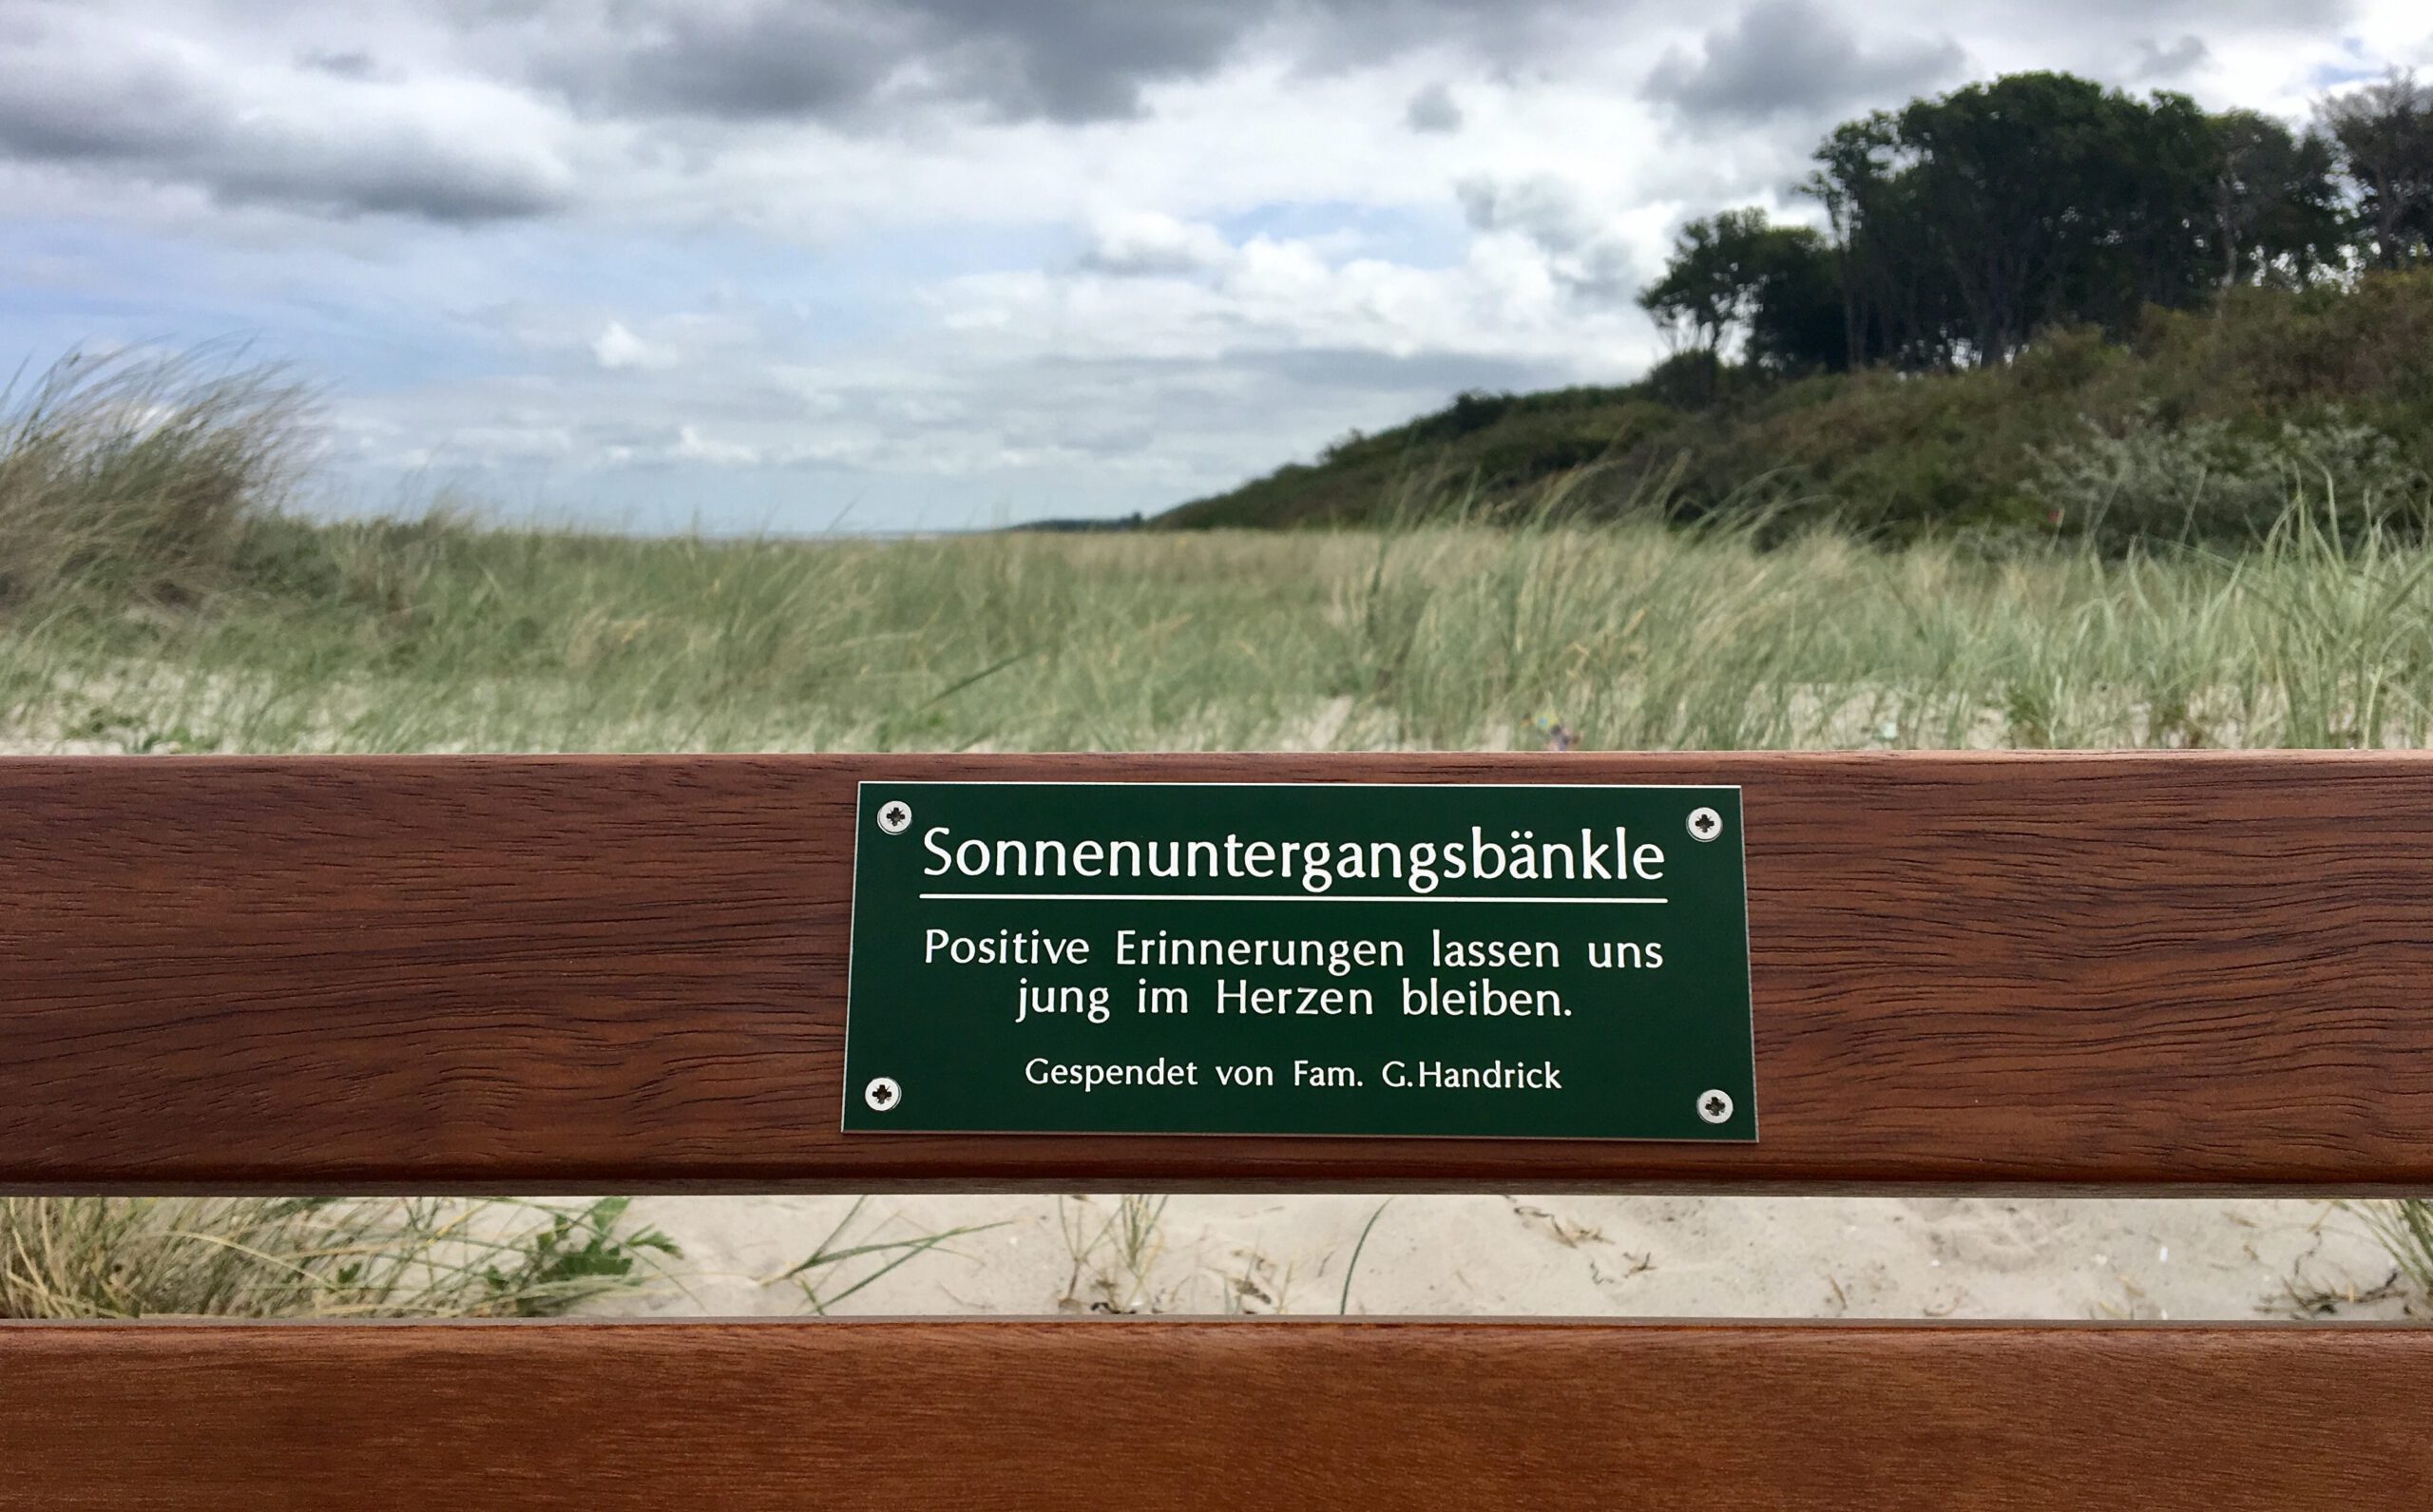 Sonnenuntergangsbänkle
Positive Erinnerungen lassen uns
jung im Herzen bleiben.
Gespendet von Fam. G.Handrick